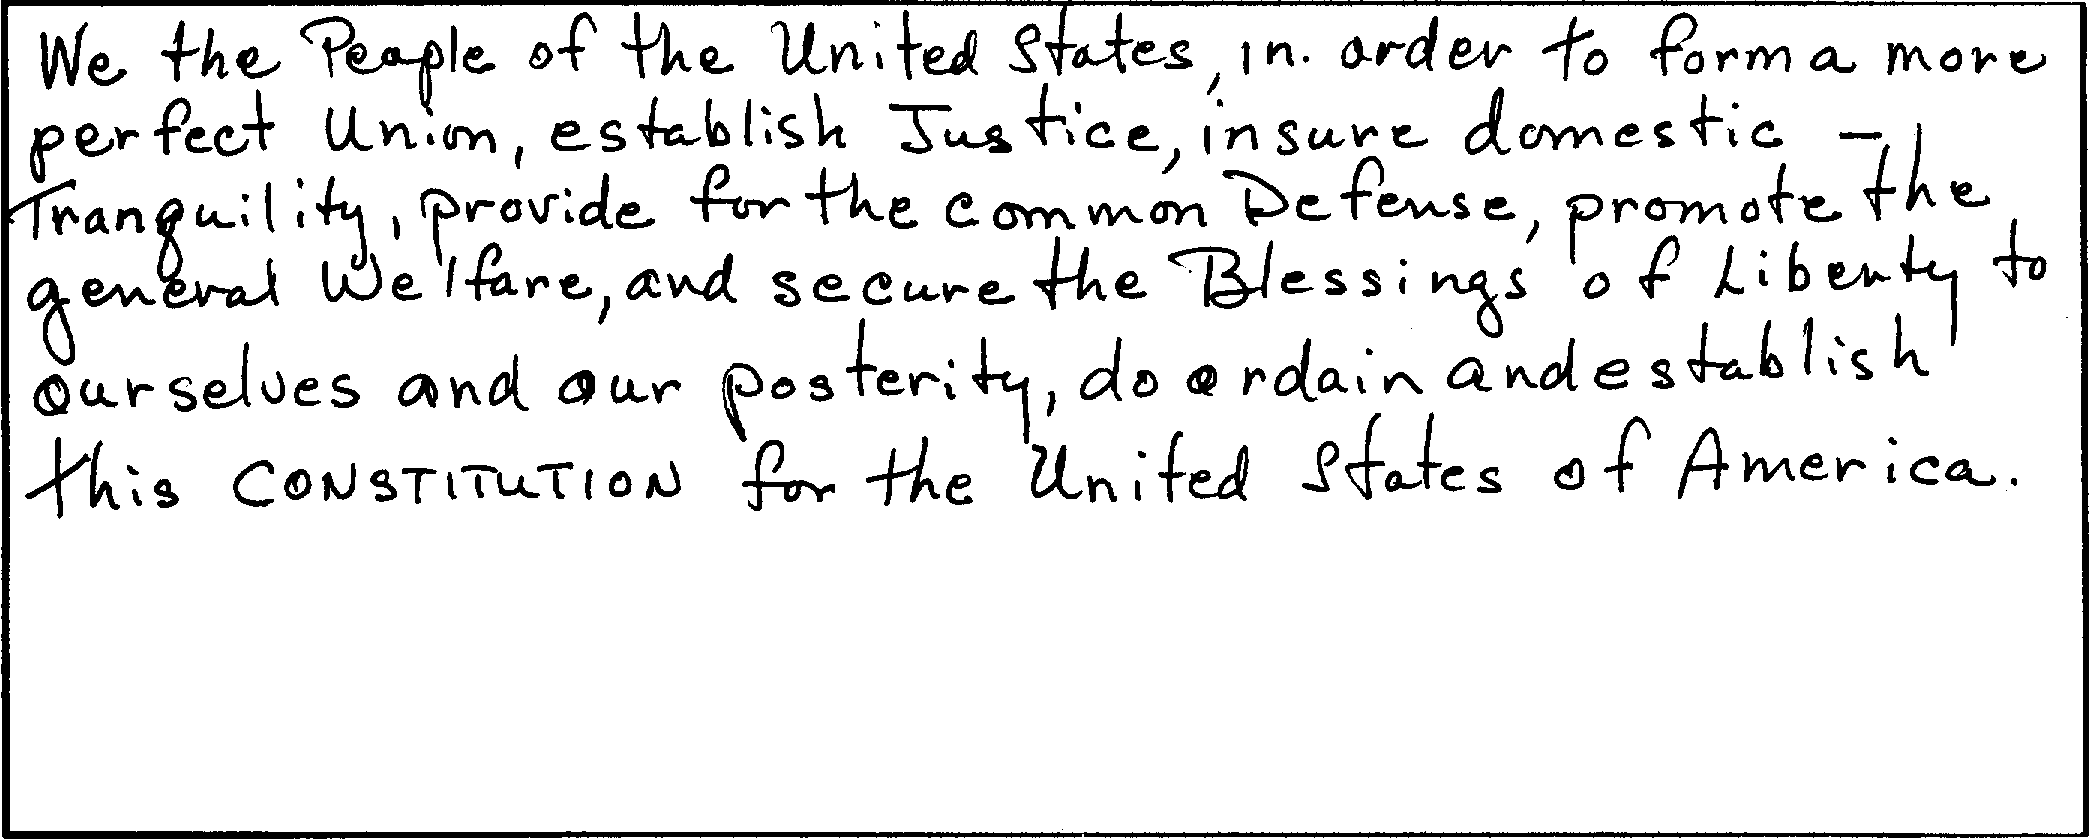 We the People of the United States, in. order to form a more
perfect Union, establish Justice, insure domestic -
Tranquility, provide for the common Defense, promote the
general Welfare, and secure the Blessings of Liberty to
ourselves and our posterity, do ordain and establish
this CONSTITUTION for the United States of America.